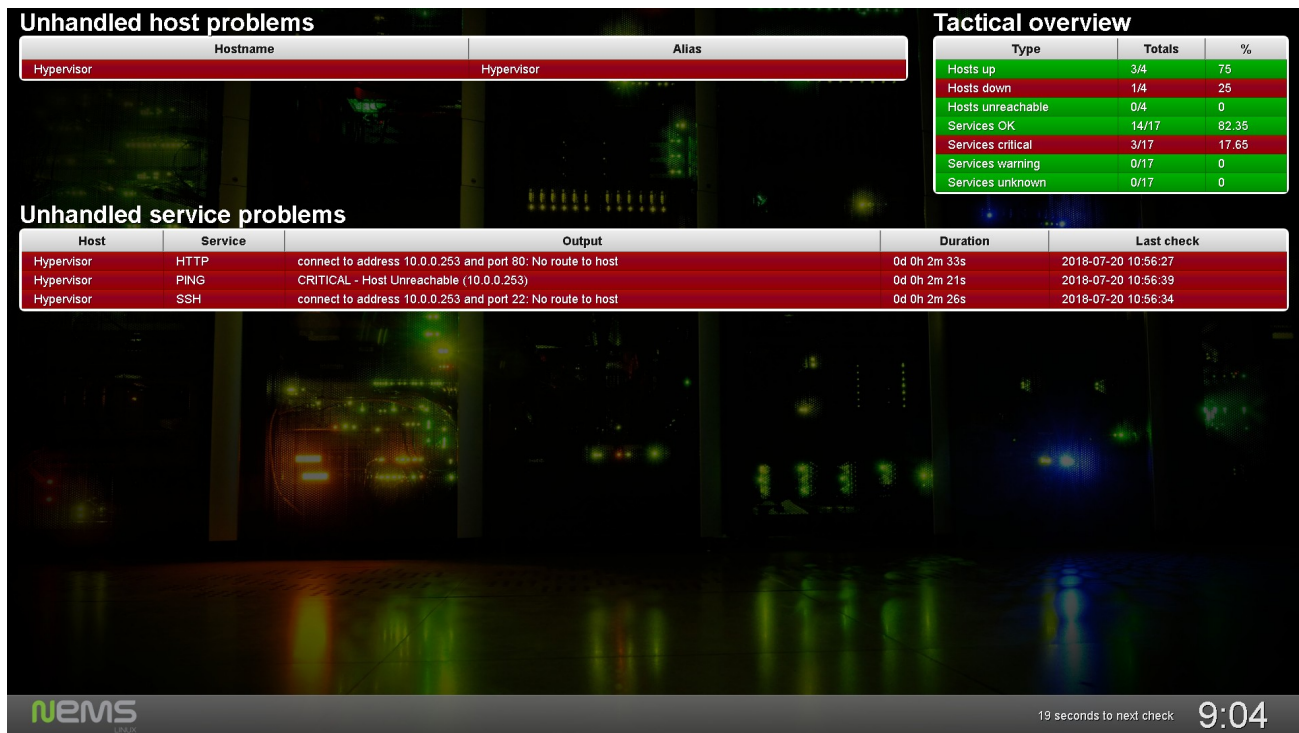 Unhandled host problems
Hostname Alias
Hypervisor Hypervisor
Tactical overview
Type Totals %
Hosts up 3/4 75
Hosts down 1/4 25
Hosts unreachable 0/4 0
Services OK 14/17 82.35
Services critical 3/17 17.65
Services warning 0/17 0
Services unknown 0/17 0
Unhandled service problems
Host Service Output Duration Last check
Hypervisor HTTP connect to address 10.0.0.253 and port 80: No route to host 0d 0h 2m 33s 2018-07-20 10:56:27
Hypervisor PING CRITICAL - Host Unreachable (10.0.0.253) 0d 0h 2m 21s 2018-07-20 10:56:39
Hypervisor SSH connect to address 10.0.0.253 and port 22: No route to host 0d 0h 2m 26s 2018-07-20 10:56:34
NEMS
LINUX
19 seconds to next check 9:04